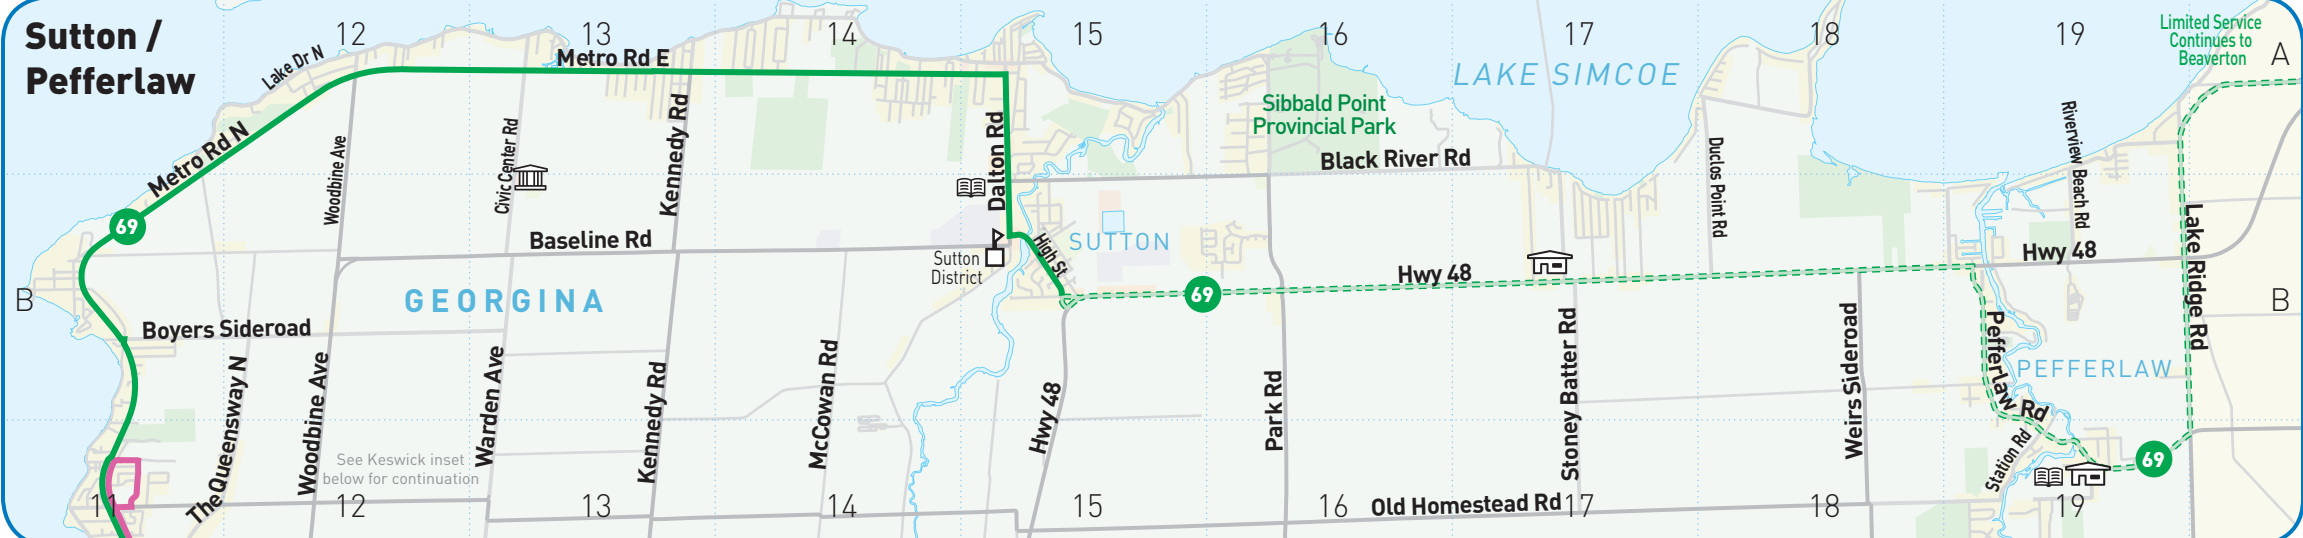 Sutton /
Pefferlaw
12
13
14
15
16
17
18
19
A
Limited Service
Continues to
Beaverton
Lake Dr N
Metro Rd E
LAKE SIMCOE
Sibbald Point
Provincial Park
Metro Rd N
Woodbine Ave
Civic Center Rd
Kennedy Rd
Dalton Rd
Black River Rd
Duclos Point Rd
Riverview Beach Rd
69
Baseline Rd
Sutton
District
High St
SUTTON
Hwy 48
Hwy 48
Lake Ridge Rd
B
GEORGINA
69
B
Boyers Sideroad
The Queensway N
Woodbine Ave
Warden Ave
Kennedy Rd
McCowan Rd
Hwy 48
Park Rd
Stoney Batter Rd
Weirs Sideroad
Pefferlaw Rd
PEFFERLAW
Station Rd
69
See Keswick inset
below for continuation
Old Homestead Rd
11
12
13
14
15
16
17
18
19